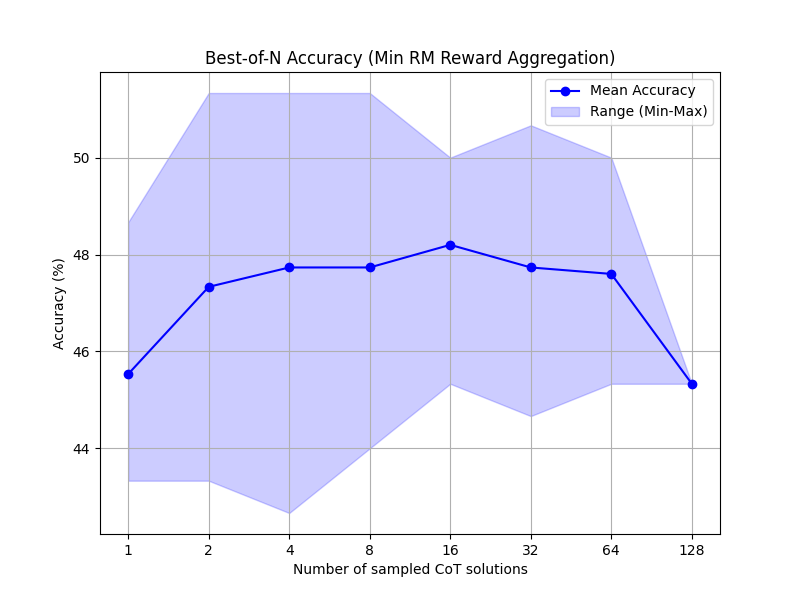 Best-of-N Accuracy (Min RM Reward Aggregation)
Mean Accuracy
Range (Min-Max)
Accuracy (%)
50
48
46
44
1 2 4 8 16 32 64 128
Number of sampled CoT solutions